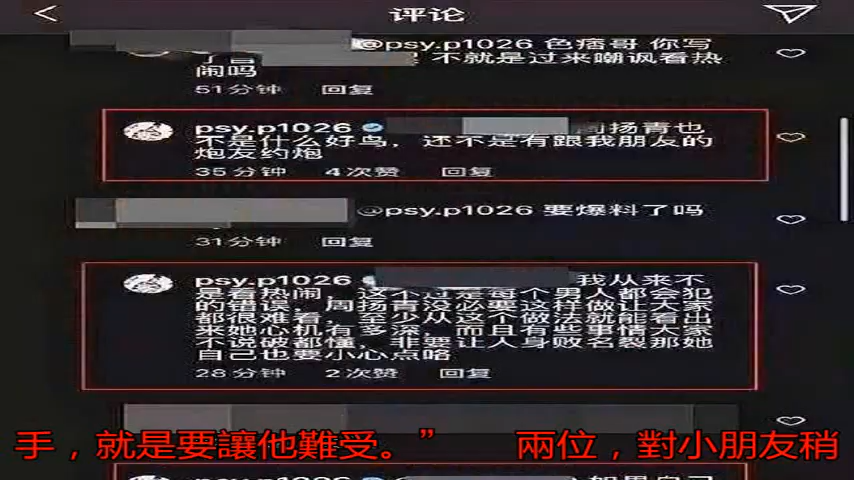 评论
@psy.p1026 色痞哥 你写
不就是过来嘲讽看热
闹吗
51分钟 回复
psy.p1026 扬青也
不是什么好鸟，还不是有跟我朋友的
炮友约炮
35分钟 4次赞 回复
@psy.p1026 要爆料了吗
31分钟 回复
psy.p1026 我从来不
是看热闹，这个过是每个男人都会犯
的错误，周扬青没必要这样做让大家
都很难看，至少从这个做法就能看出
来她心机有多深，而且有些事情大家
不说破都懂，非要让人身败名裂那她
自己也要小心点咯
28分钟 2次赞 回复
手，就是要讓他難受。” 兩位，對小朋友稍
psy.p1026 如果自己